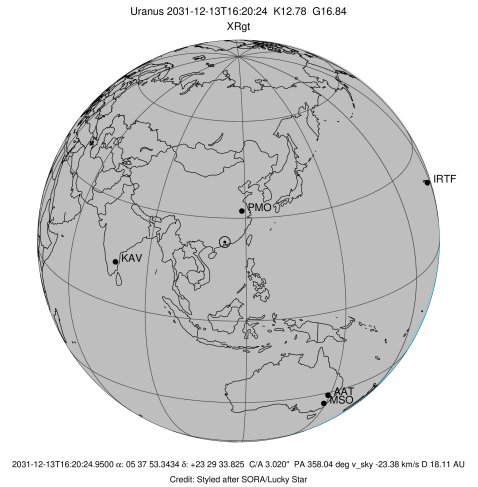 Uranus 2031-12-13T16:20:24 K12.78 G16.84
XRgt
IRTF
PMO
KAV
AAT
MSO
2031-12-13T16:20:24.9500 α: 05 37 53.3434 δ: +23 29 33.825 C/A 3.020" PA 358.04 deg v_sky -23.38 km/s D 18.11 AU
Credit: Styled after SORA/Lucky Star